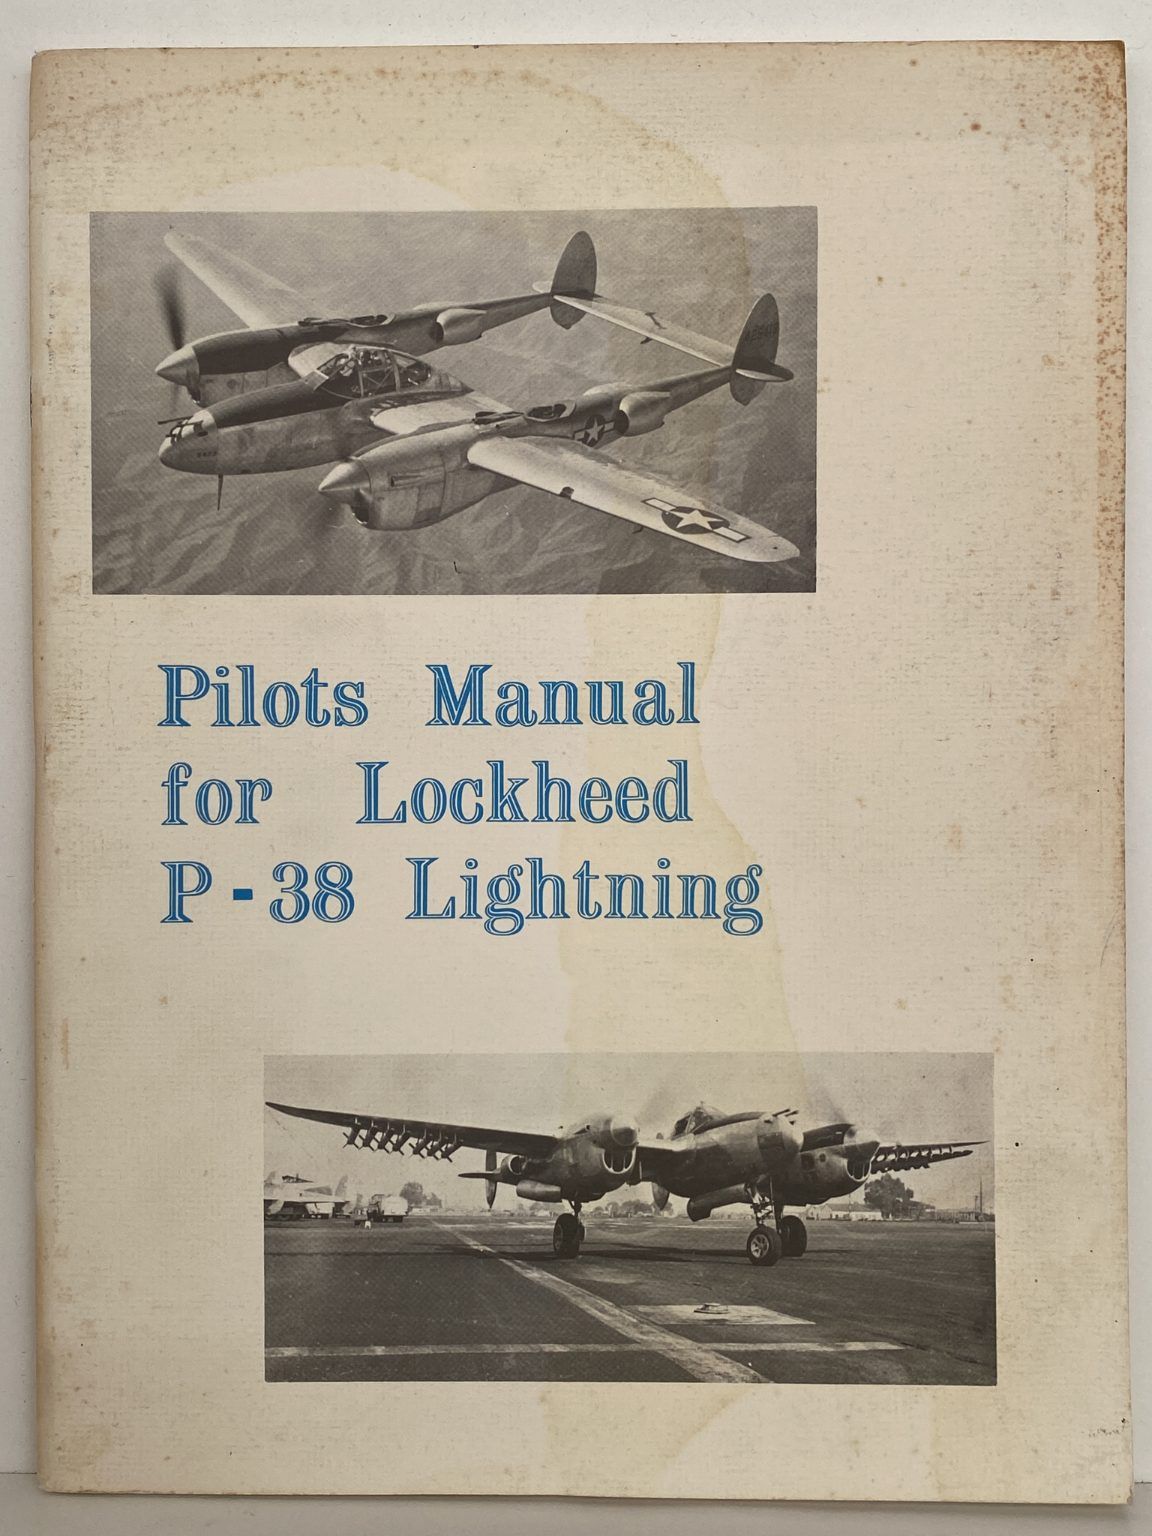 Pilots Manual
for Lockheed
P-38 Lightning